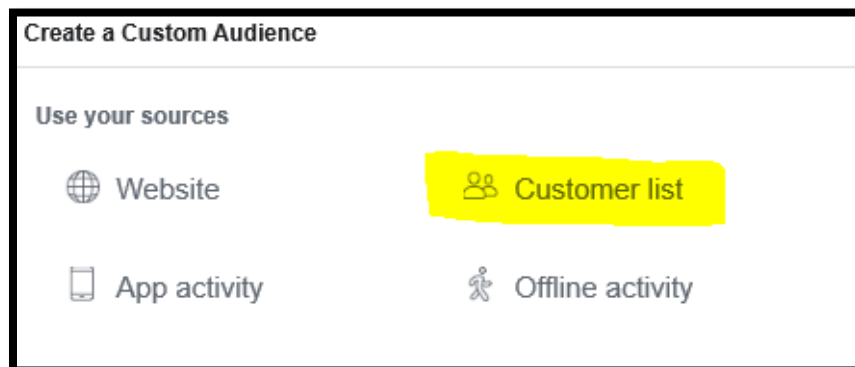 Create a Custom Audience
Use your sources
Website
Customer list
App activity
Offline activity